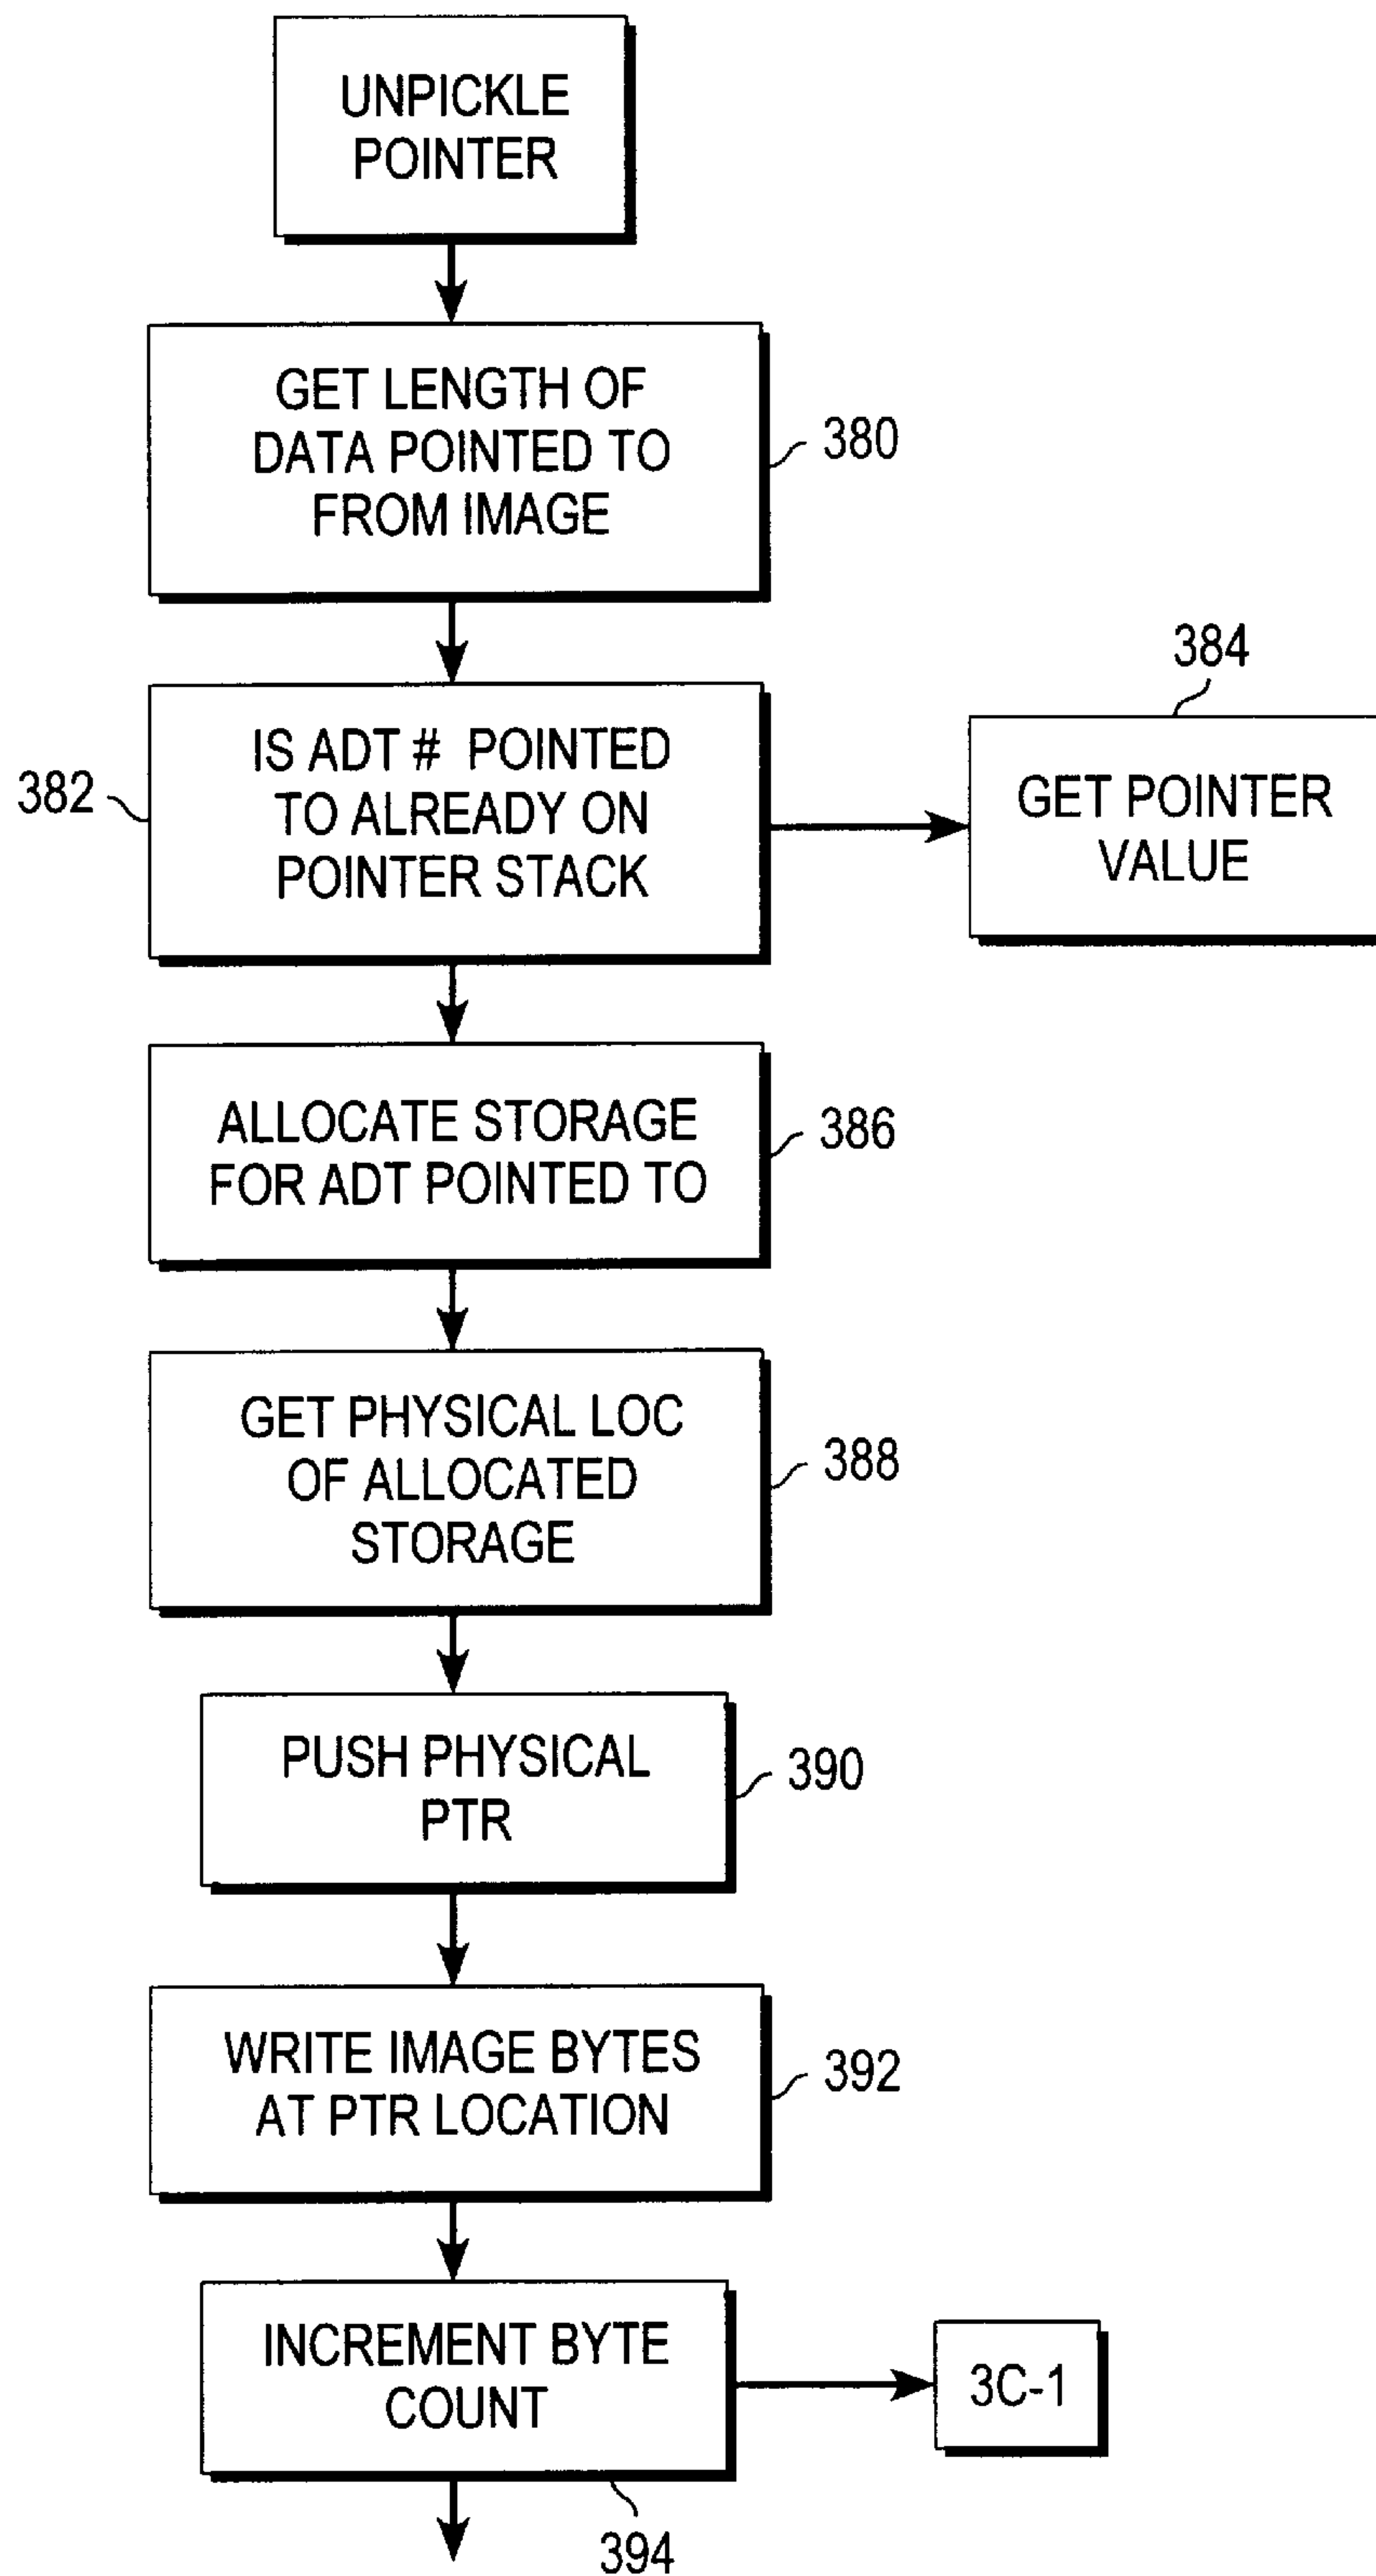 UNPICKLE
POINTER
GET LENGTH OF
DATA POINTED TO
FROM IMAGE
380
382
IS ADT # POINTED
TO ALREADY ON
POINTER STACK
384
GET POINTER
VALUE
ALLOCATE STORAGE
FOR ADT POINTED TO
386
GET PHYSICAL LOC
OF ALLOCATED
STORAGE
388
PUSH PHYSICAL
PTR
390
WRITE IMAGE BYTES
AT PTR LOCATION
392
INCREMENT BYTE
COUNT
3C-1
394